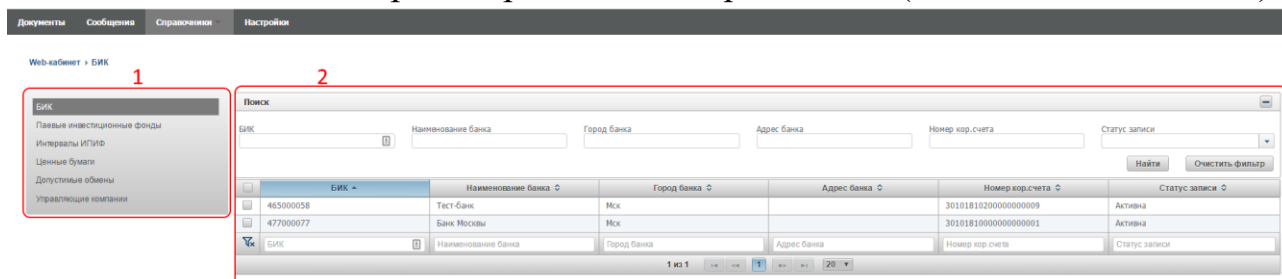 Документы Сообщения Справочники Настройки
Web-кабинет › БИК
1 2
БИК
Паевые инвестиционные фонды
Интервалы ИПИФ
Ценные бумаги
Допустимые обмены
Управляющие компании
Поиск
БИК Наименование банка Город банка Адрес банка Номер кор.счета Статус записи
Найти Очистить фильтр
БИК Наименование банка Город банка Адрес банка Номер кор.счета Статус записи
465000058 Тест-банк Мск 30101810200000000009 Активна
477000077 Банк Москвы Мск 30101810000000000001 Активна
БИК Наименование банка Город банка Адрес банка Номер кор.счета Статус записи
1 из 1 1 20